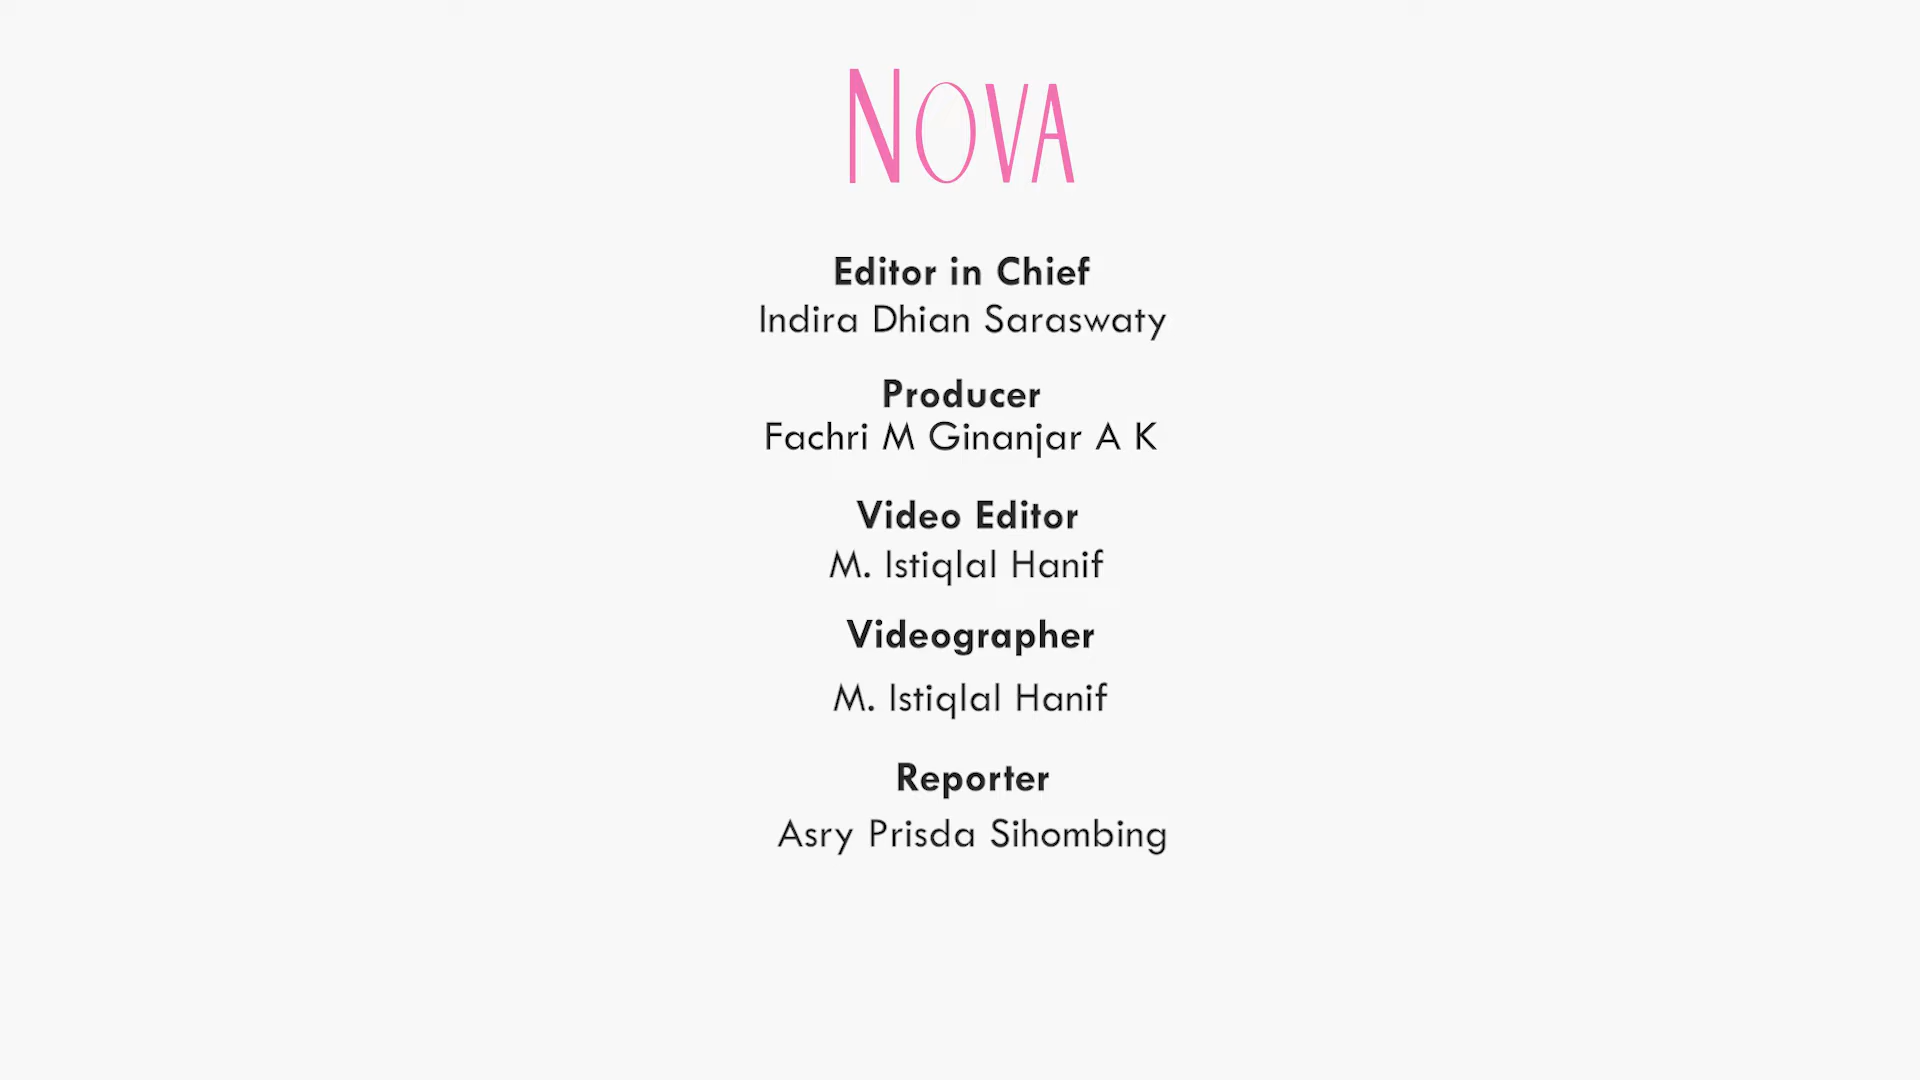 NOVA
Editor in Chief
Indira Dhian Saraswaty
Producer
Fachri M Ginanjar A K
Video Editor
M. Istiqlal Hanif
Videographer
M. Istiqlal Hanif
Reporter
Asry Prisda Sihombing